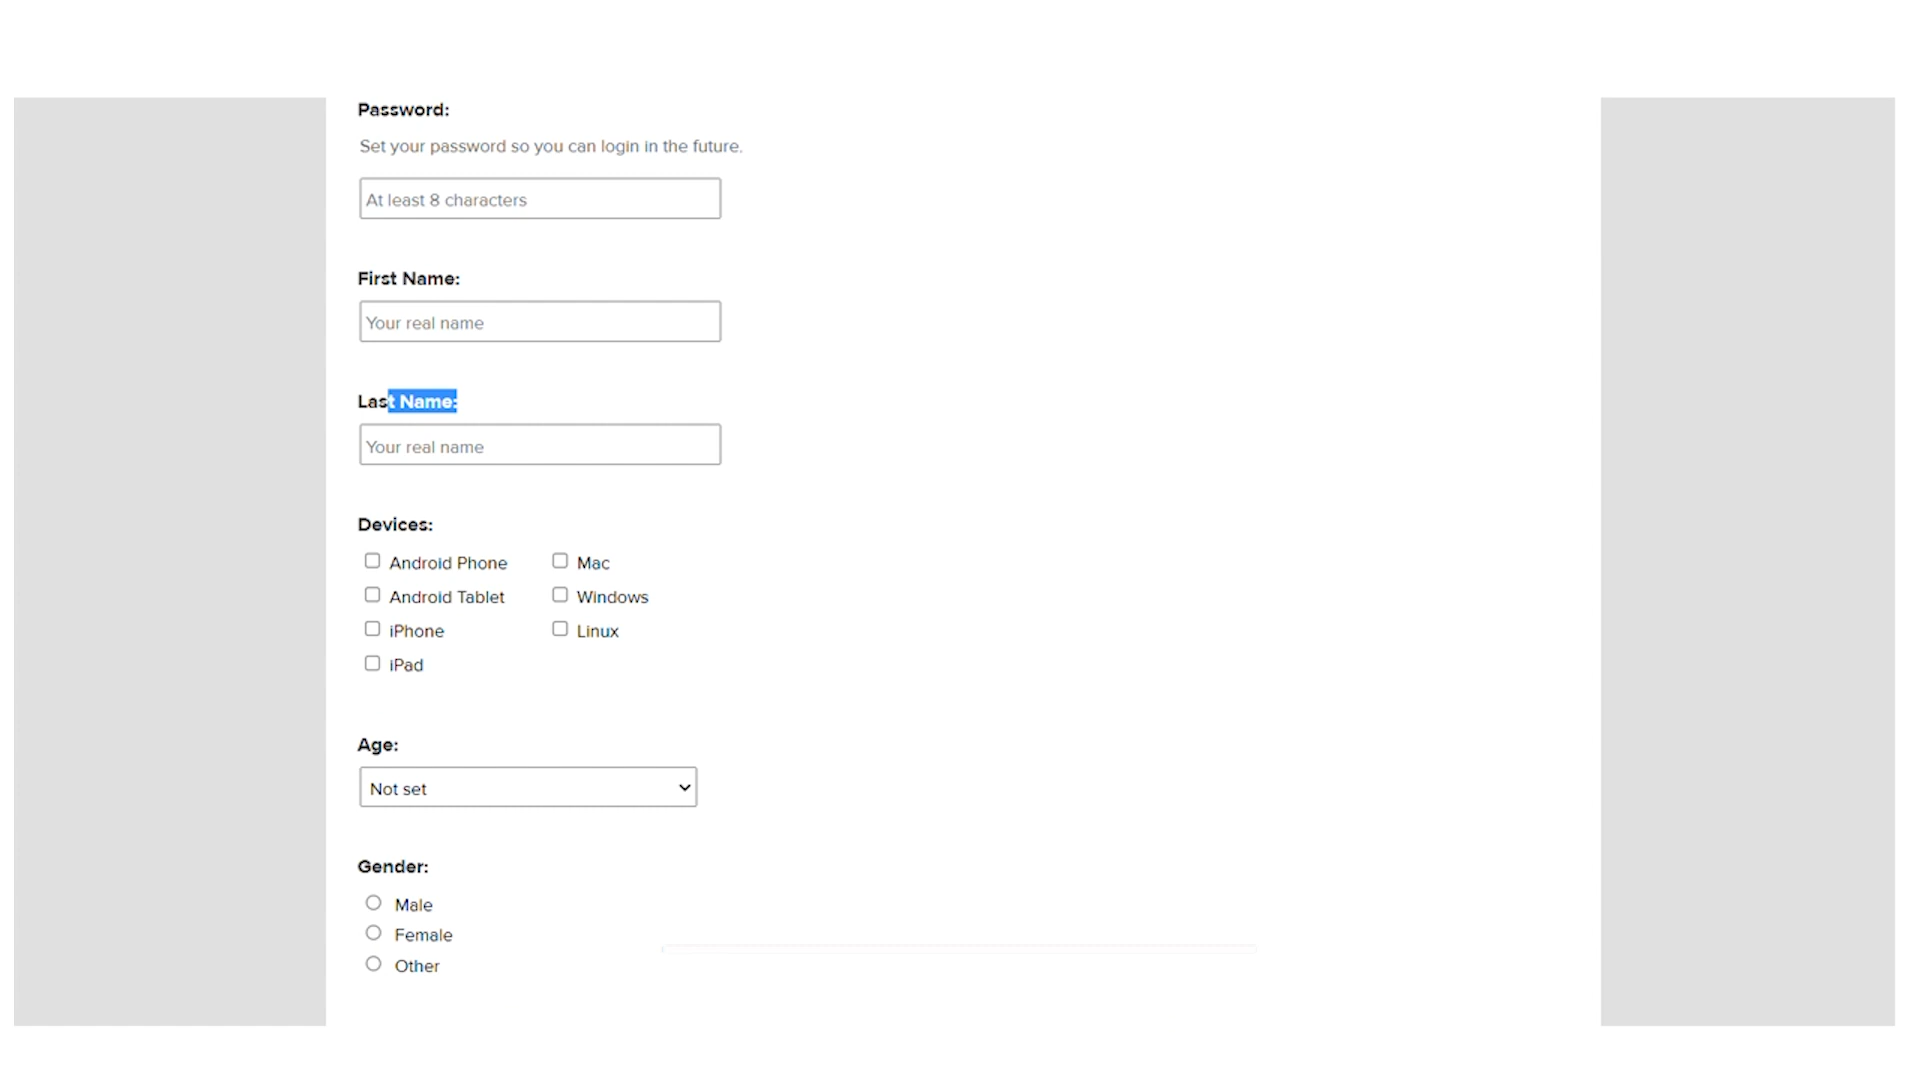 Password:
Set your password so you can login in the future.
At least 8 characters
First Name:
Your real name
Last Name:
Your real name
Devices:
Android Phone
Mac
Android Tablet
Windows
iPhone
Linux
iPad
Age:
Not set
Gender:
Male
Female
Other